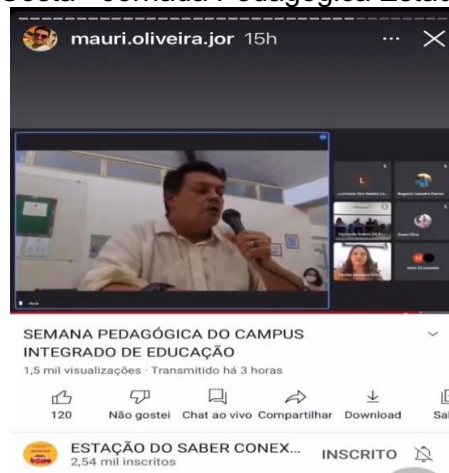 mauri.oliveira.jor 15h
SEMANA PEDAGÓGICA DO CAMPUS
INTEGRADO DE EDUCAÇÃO
1,5 mil visualizações · Transmitido há 3 horas
120 Não gostei Chat ao vivo Compartilhar Download
ESTAÇÃO DO SABER CONEX... INSCRITO
2,54 mil inscritos